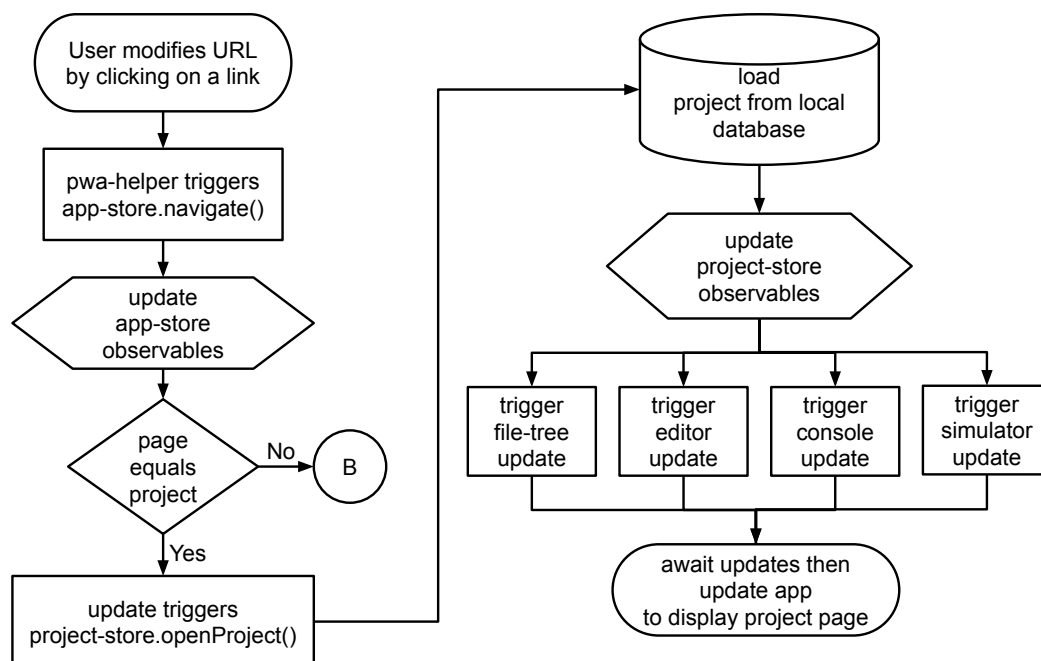 User modifies URL
by clicking on a link
pwa-helper triggers
app-store.navigate()
update
app-store
observables
page
equals
project
No
B
Yes
update triggers
project-store.openProject()
load
project from local
database
update
project-store
observables
trigger
file-tree
update
trigger
editor
update
trigger
console
update
trigger
simulator
update
await updates then
update app
to display project page